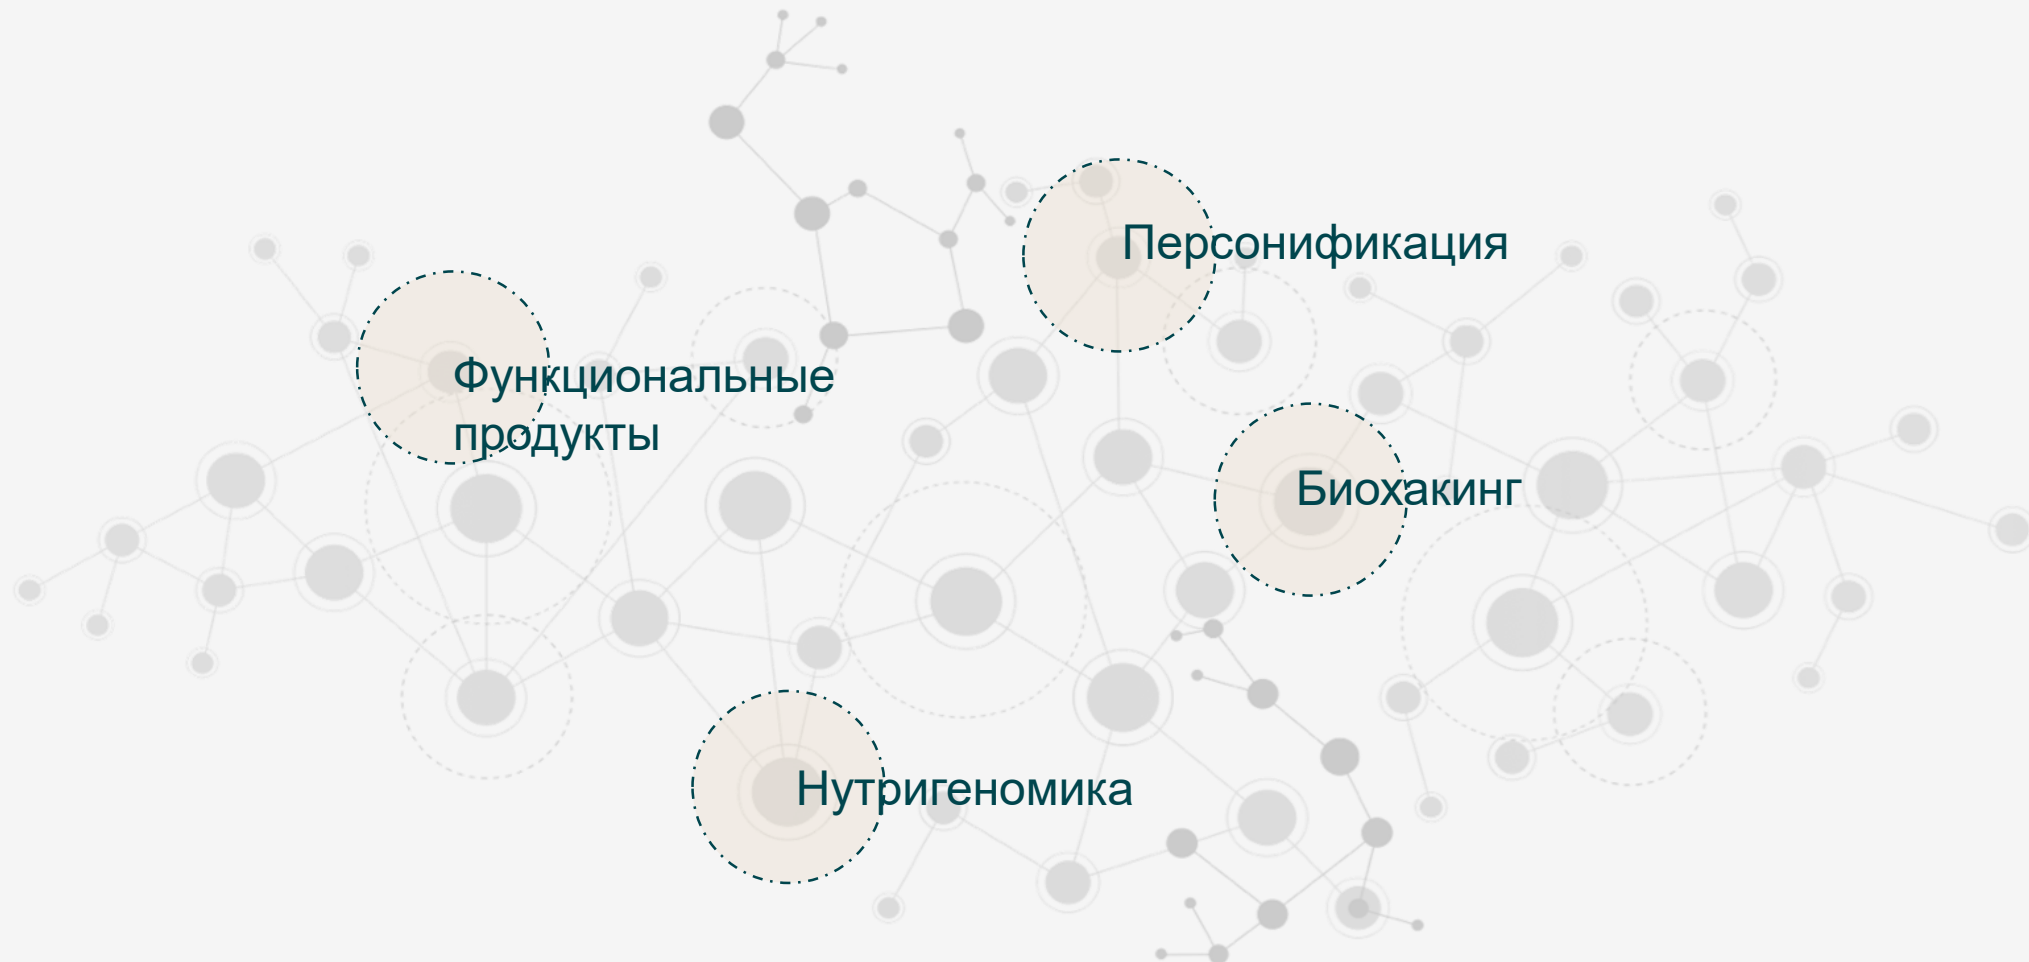 Персонификация
Функциональные
продукты
Биохакинг
Нутригеномика